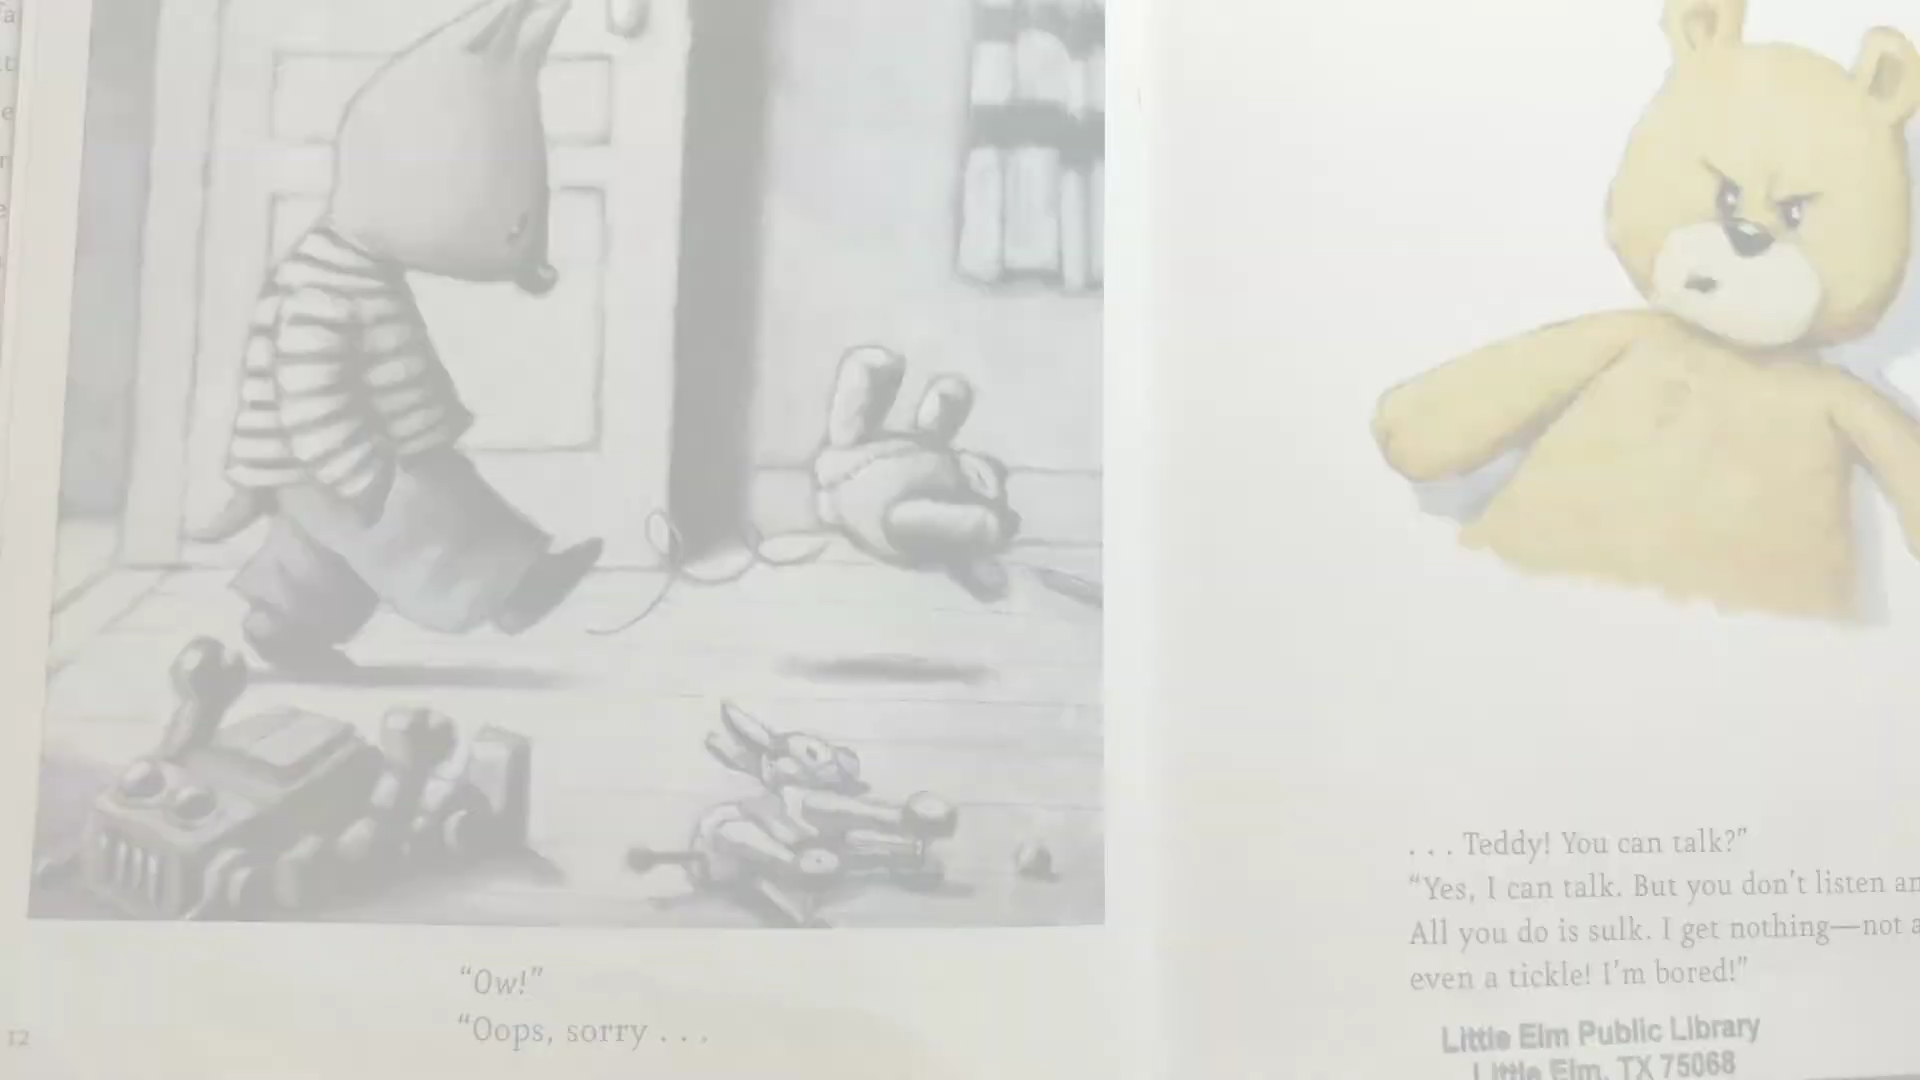 12
“Ow!”
“Oops, sorry . . .
. . . Teddy! You can talk?”
“Yes, I can talk. But you don't listen
All you do is sulk. I get nothing—not
even a tickle! I'm bored!”
Little Elm Public Library
Little Elm, TX 75068